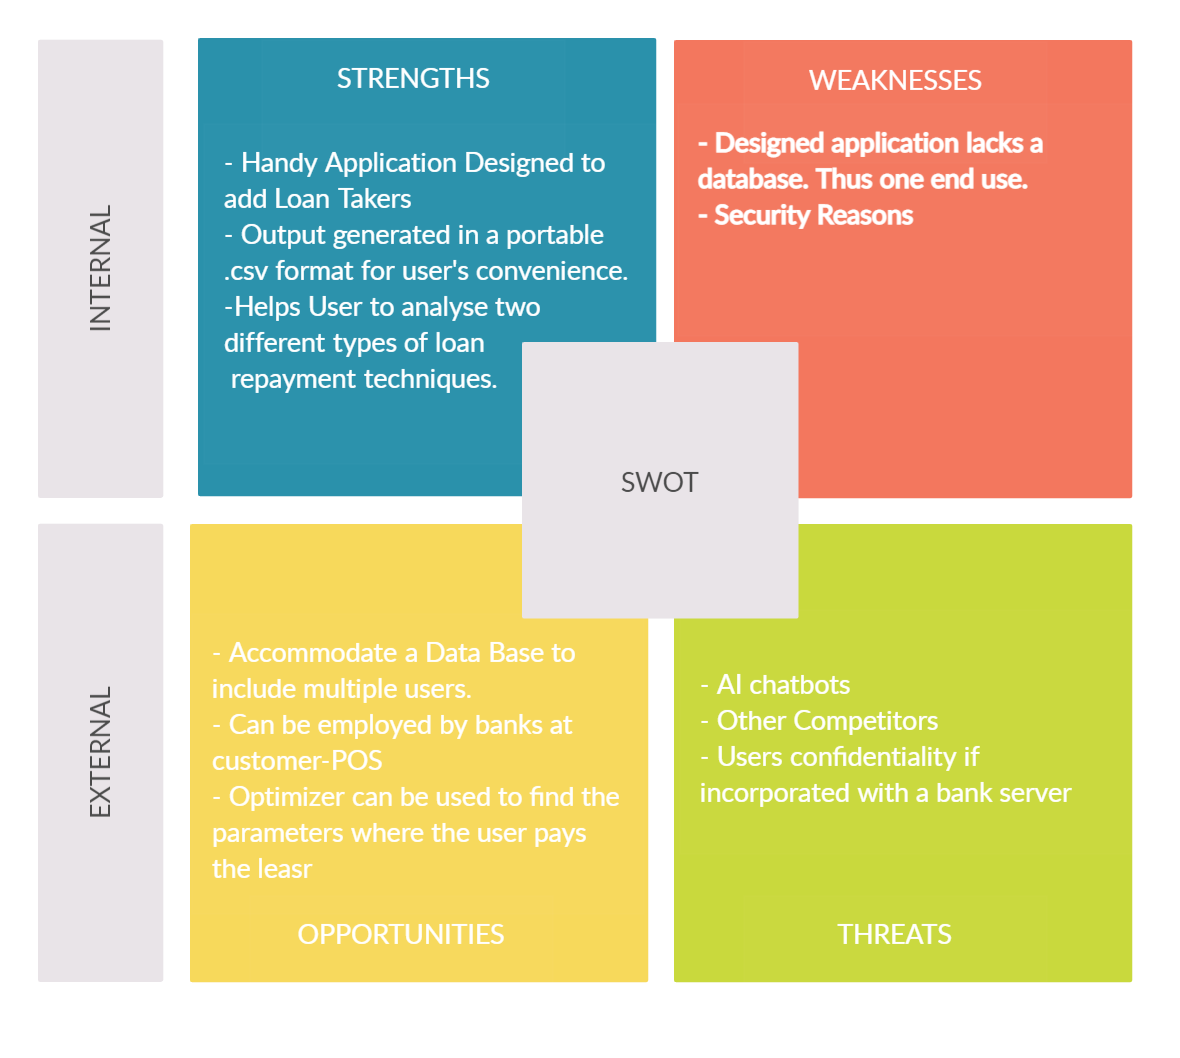 STRENGTHS
- Handy Application Designed to
add Loan Takers
- Output generated in a portable
.csv format for user's convenience.
-Helps User to analyse two
different types of loan
repayment techniques.
WEAKNESSES
- Designed application lacks a
database. Thus one end use.
- Security Reasons
INTERNAL
SWOT
EXTERNAL
- Accommodate a Data Base to
include multiple users.
- Can be employed by banks at
customer-POS
- Optimizer can be used to find the
parameters where the user pays
the leasr
OPPORTUNITIES
- AI chatbots
- Other Competitors
- Users confidentiality if
incorporated with a bank server
THREATS